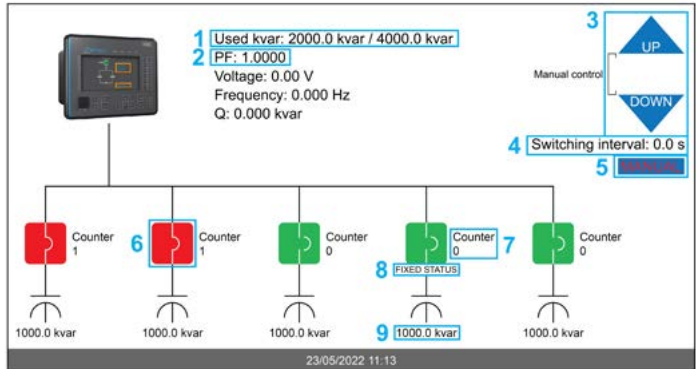 1 Used kvar: 2000.0 kvar / 4000.0 kvar
2 PF: 1.0000
Voltage: 0.00 V
Frequency: 0.000 Hz
Q: 0.000 kvar
3
UP
Manual control
DOWN
4 Switching interval: 0.0 s
5 MANUAL
Counter
1
6
Counter
1
Counter
0
Counter
0
7
8 FIXED STATUS
Counter
0
1000.0 kvar
1000.0 kvar
1000.0 kvar
9 1000.0 kvar
1000.0 kvar
23/05/2022 11:13